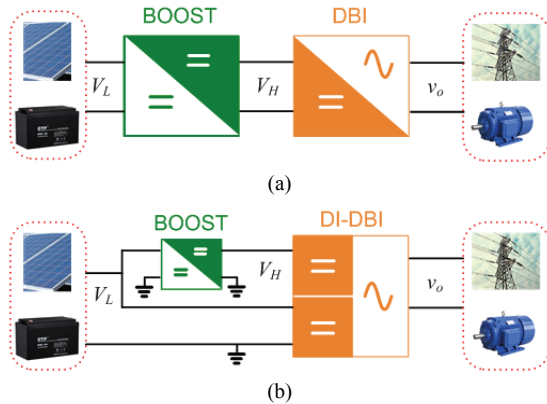 BOOST DBI
V_L V_H v_o
(a)
BOOST DI-DBI
V_L V_H v_o
(b)